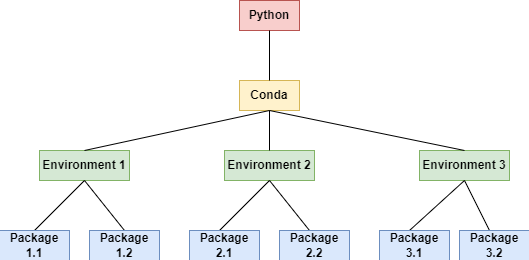 Python
Conda
Environment 1
Environment 2
Environment 3
Package
1.1
Package
1.2
Package
2.1
Package
2.2
Package
3.1
Package
3.2